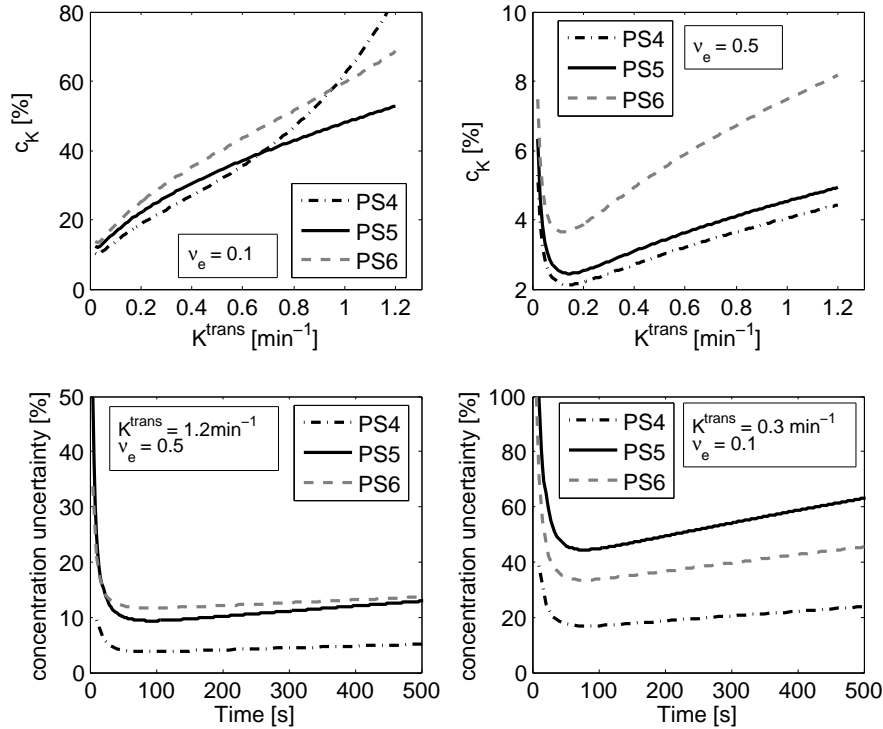 80
60
40
20
0
c_K [%]
PS4
PS5
PS6
ν_e = 0.1
0 0.2 0.4 0.6 0.8 1 1.2
K^trans [min^−1]
10
8
6
4
2
c_K [%]
PS4
PS5
PS6
ν_e = 0.5
0 0.2 0.4 0.6 0.8 1 1.2
K^trans [min^−1]
50
40
30
20
10
0
concentration uncertainty [%]
K^trans = 1.2min^−1
ν_e = 0.5
PS4
PS5
PS6
0 100 200 300 400 500
Time [s]
100
80
60
40
20
0
concentration uncertainty [%]
PS4
PS5
PS6
K^trans = 0.3 min^−1
ν_e = 0.1
0 100 200 300 400 500
Time [s]